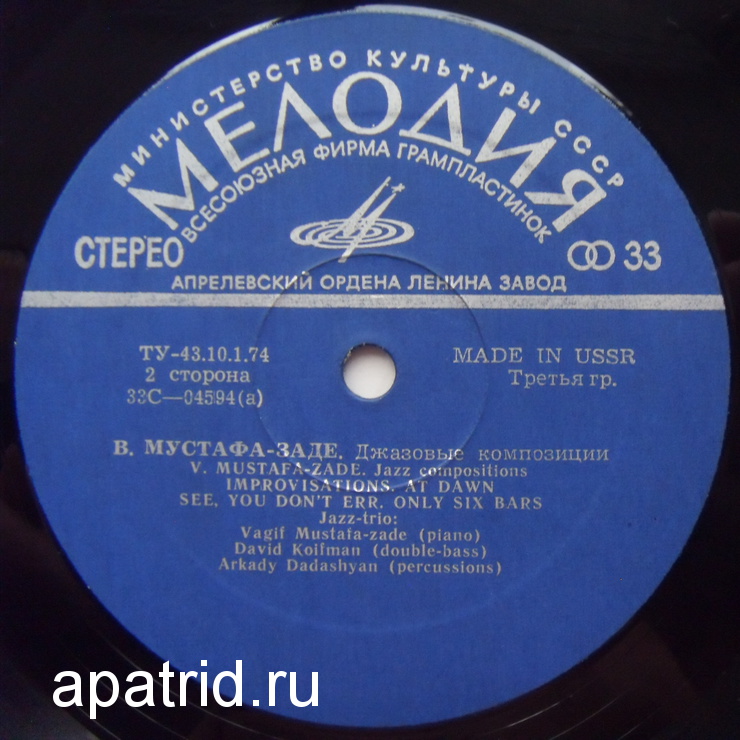 МИНИСТЕРСТВО КУЛЬТУРЫ СССР
МЕЛОДИЯ
ВСЕСОЮЗНАЯ ФИРМА ГРАМПЛАСТИНОК
СТЕРЕО
33
АПРЕЛЕВСКИЙ ОРДЕНА ЛЕНИНА ЗАВОД
ТУ-43.10.1.74
MADE IN USSR
2 сторона
Третья гр.
33С—04594(а)
В. МУСТАФА-ЗАДЕ. Джазовые композиции
V. MUSTAFA-ZADE. Jazz compositions
IMPROVISATIONS. AT DAWN
SEE, YOU DON'T ERR. ONLY SIX BARS
Jazz-trio:
Vagif Mustafa-zade (piano)
David Koifman (double-bass)
Arkady Dadashyan (percussions)
apatrid.ru